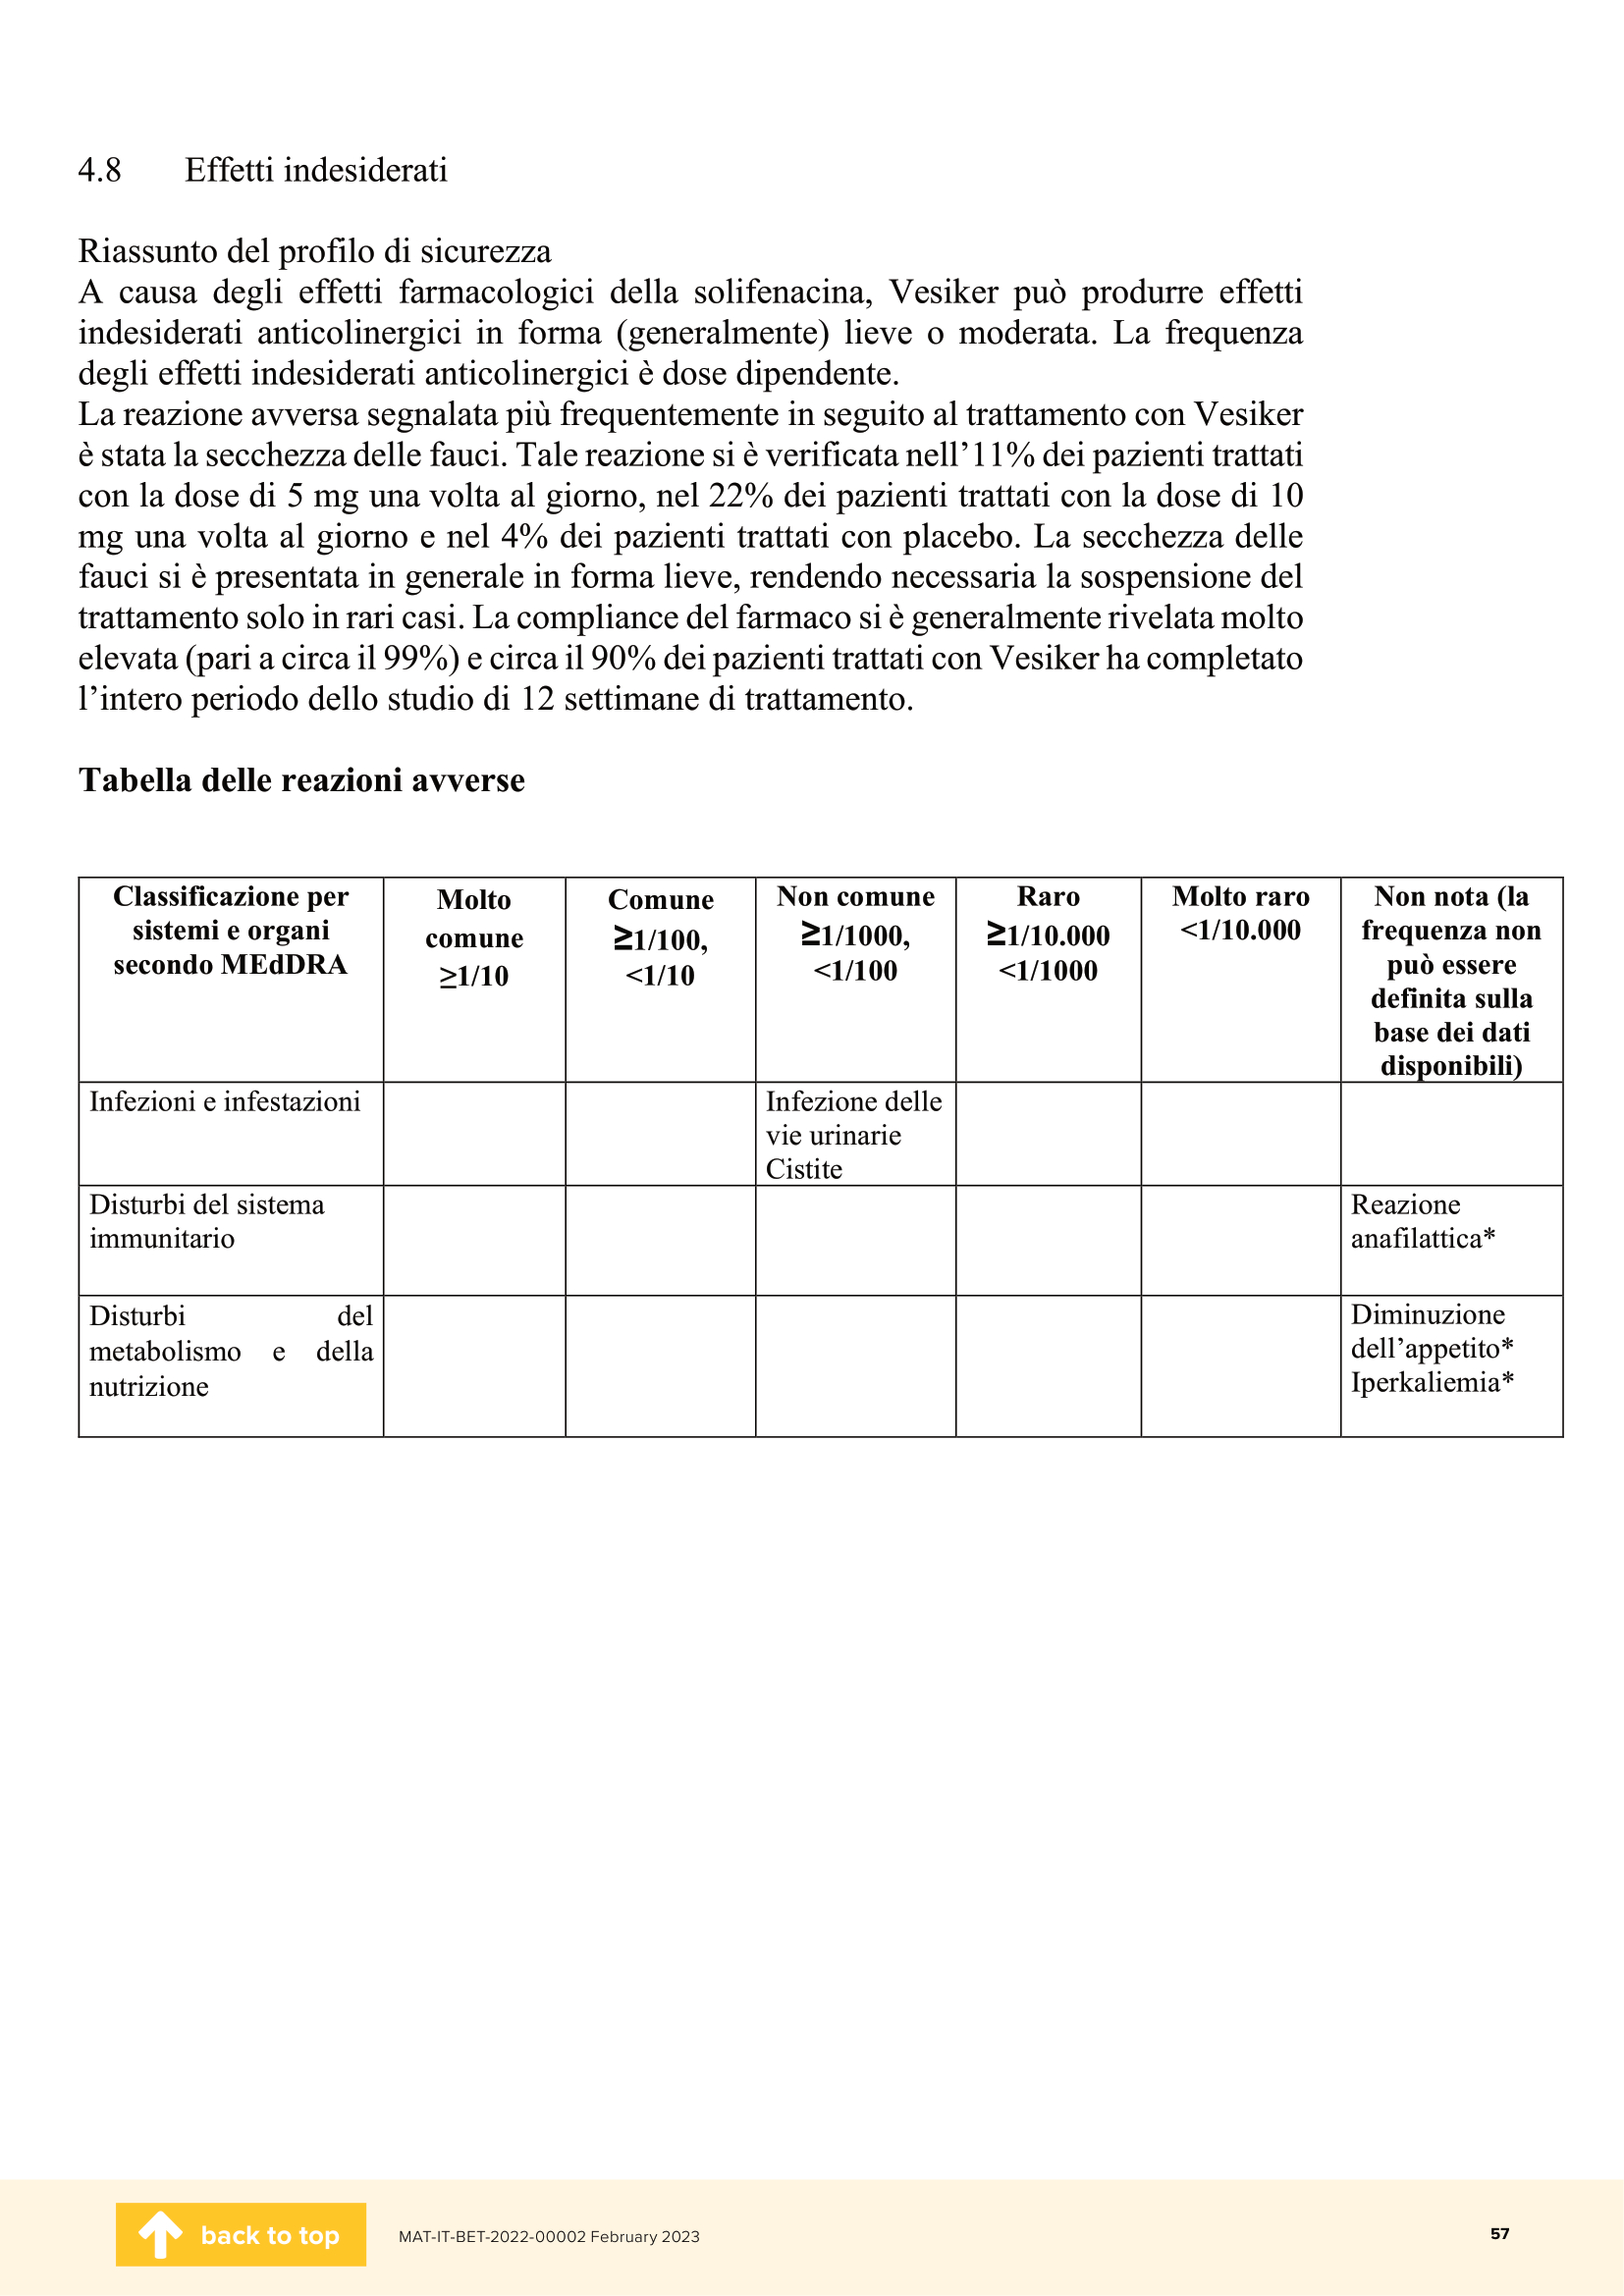 4.8 Effetti indesiderati
Riassunto del profilo di sicurezza
A causa degli effetti farmacologici della solifenacina, Vesiker può produrre effetti
indesiderati anticolinergici in forma (generalmente) lieve o moderata. La frequenza
degli effetti indesiderati anticolinergici è dose dipendente.
La reazione avversa segnalata più frequentemente in seguito al trattamento con Vesiker
è stata la secchezza delle fauci. Tale reazione si è verificata nell’11% dei pazienti trattati
con la dose di 5 mg una volta al giorno, nel 22% dei pazienti trattati con la dose di 10
mg una volta al giorno e nel 4% dei pazienti trattati con placebo. La secchezza delle
fauci si è presentata in generale in forma lieve, rendendo necessaria la sospensione del
trattamento solo in rari casi. La compliance del farmaco si è generalmente rivelata molto
elevata (pari a circa il 99%) e circa il 90% dei pazienti trattati con Vesiker ha completato
l’intero periodo dello studio di 12 settimane di trattamento.
Tabella delle reazioni avverse
Classificazione per
sistemi e organi
secondo MEdDRA
Molto
comune
≥1/10
Comune
≥1/100,
<1/10
Non comune
≥1/1000,
<1/100
Raro
≥1/10.000
<1/1000
Molto raro
<1/10.000
Non nota (la
frequenza non
può essere
definita sulla
base dei dati
disponibili)
Infezioni e infestazioni
Infezione delle
vie urinarie
Cistite
Disturbi del sistema
immunitario
Reazione
anafilattica*
Disturbi del
metabolismo e della
nutrizione
Diminuzione
dell’appetito*
Iperkaliemia*
back to top
MAT-IT-BET-2022-00002 February 2023
57